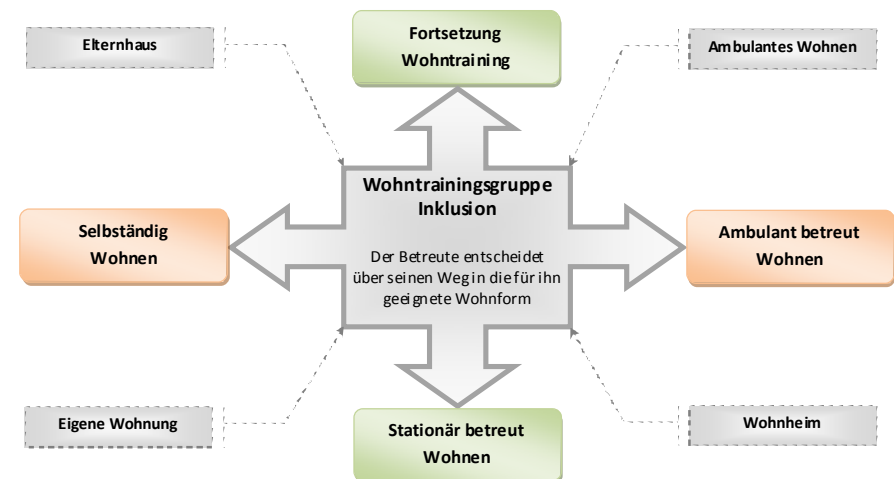 Elternhaus
Fortsetzung
Wohntraining
Ambulantes Wohnen
Wohntrainingsgruppe
Inklusion
Der Betreute entscheidet
über seinen Weg in die für ihn
geeignete Wohnform
Selbständig
Wohnen
Ambulant betreut
Wohnen
Eigene Wohnung
Stationär betreut
Wohnen
Wohnheim